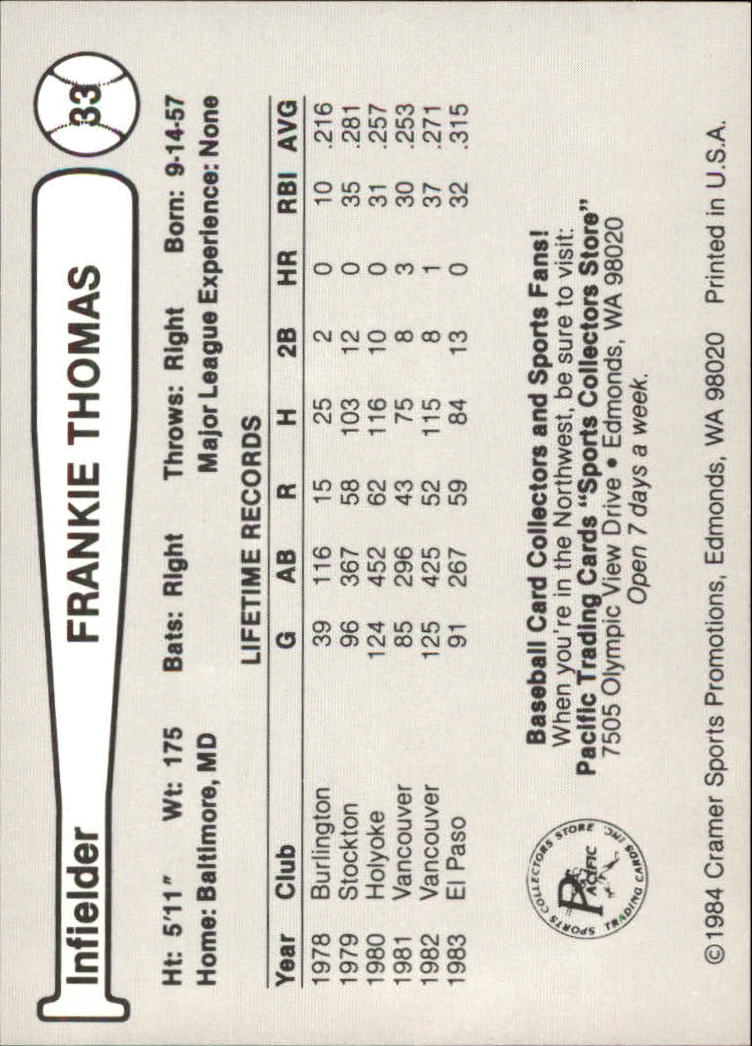 Infielder FRANKIE THOMAS 33
Ht: 5'11" Wt: 175 Bats: Right Throws: Right Born: 9-14-57
Home: Baltimore, MD Major League Experience: None
LIFETIME RECORDS
Year Club G AB R H 2B HR RBI AVG
1978 Burlington 39 116 15 25 2 0 10 .216
1979 Stockton 96 367 58 103 12 0 35 .281
1980 Holyoke 124 452 62 116 10 0 31 .257
1981 Vancouver 85 296 43 75 8 3 30 .253
1982 Vancouver 125 425 52 115 8 1 37 .271
1983 El Paso 91 267 59 84 13 0 32 .315
SPORTS COLLECTORS STORE
PACIFIC
TRADING CARDS INC.
Baseball Card Collectors and Sports Fans!
When you're in the Northwest, be sure to visit:
Pacific Trading Cards "Sports Collectors Store"
7505 Olympic View Drive • Edmonds, WA 98020
Open 7 days a week.
©1984 Cramer Sports Promotions, Edmonds, WA 98020 Printed in U.S.A.